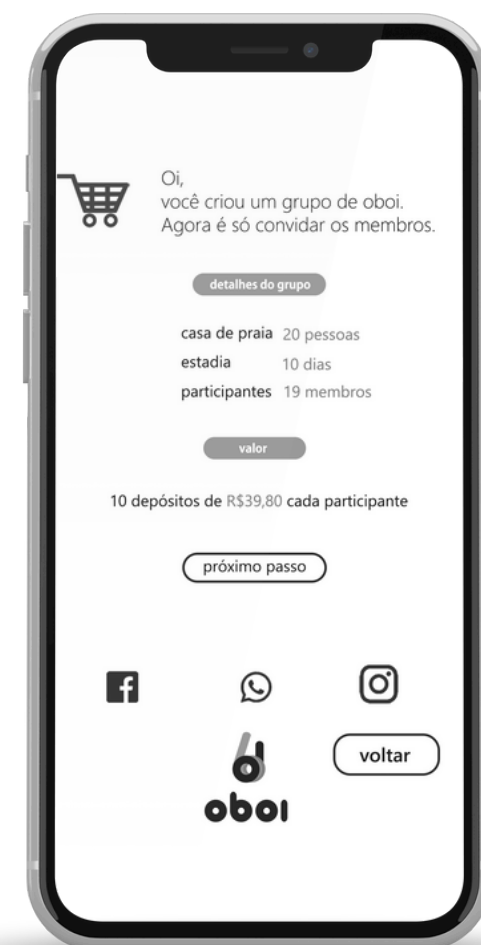 Oi,
você criou um grupo de oboi.
Agora é só convidar os membros.
detalhes do grupo
casa de praia 20 pessoas
estadia 10 dias
participantes 19 membros
valor
10 depósitos de R$39,80 cada participante
próximo passo
voltar
oboi